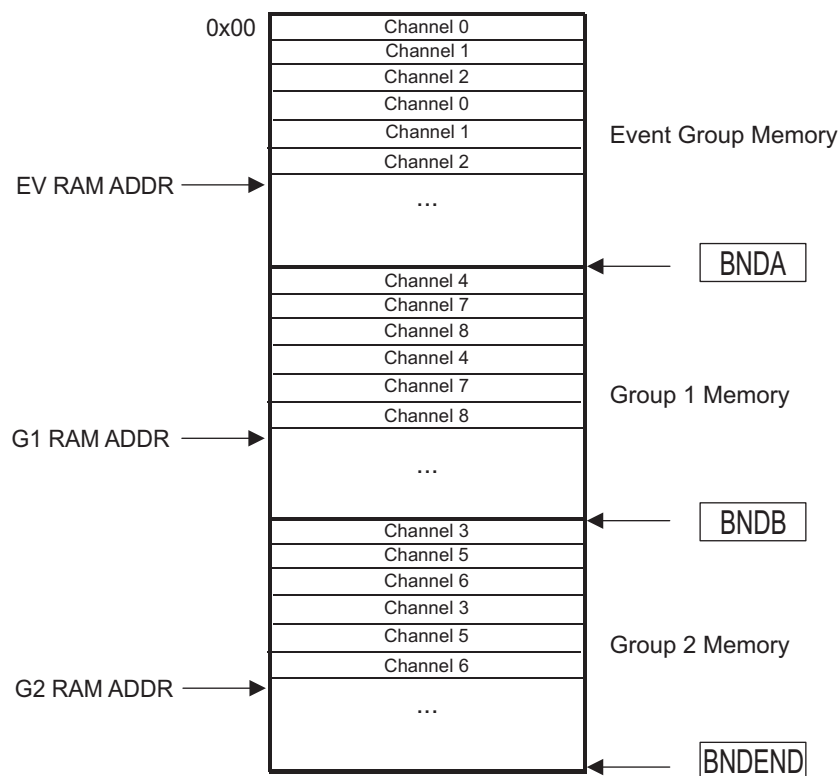 0x00
Channel 0
Channel 1
Channel 2
Channel 0
Channel 1
Channel 2
...
Event Group Memory
EV RAM ADDR
BNDA
Channel 4
Channel 7
Channel 8
Channel 4
Channel 7
Channel 8
...
Group 1 Memory
G1 RAM ADDR
BNDB
Channel 3
Channel 5
Channel 6
Channel 3
Channel 5
Channel 6
...
Group 2 Memory
G2 RAM ADDR
BNDEND